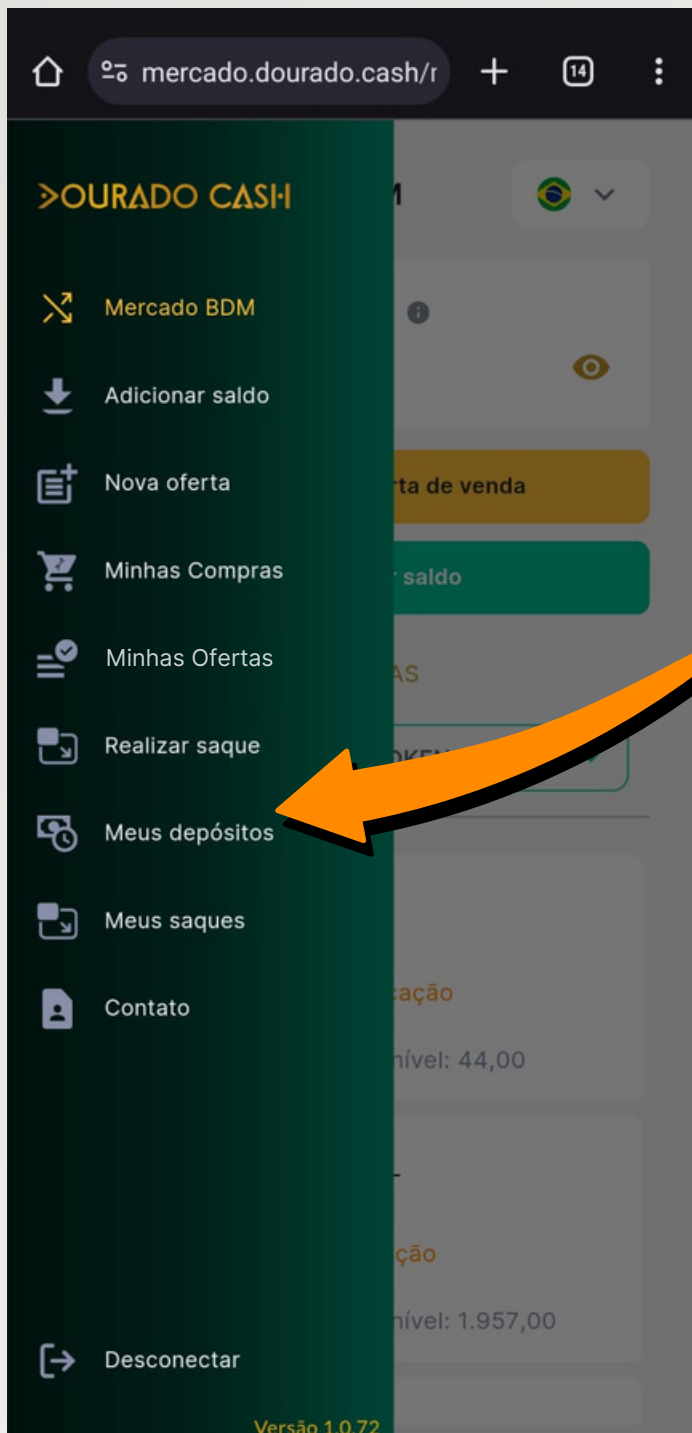 mercado.dourado.cash/r
14
DOURADO CASH
Mercado BDM
Adicionar saldo
Nova oferta
ta de venda
Minhas Compras
saldo
Minhas Ofertas
AS
Realizar saque
OKEN
Meus depósitos
Meus saques
cação
Contato
nível: 44,00
ção
nível: 1.957,00
Desconectar
Versão 1.0.72